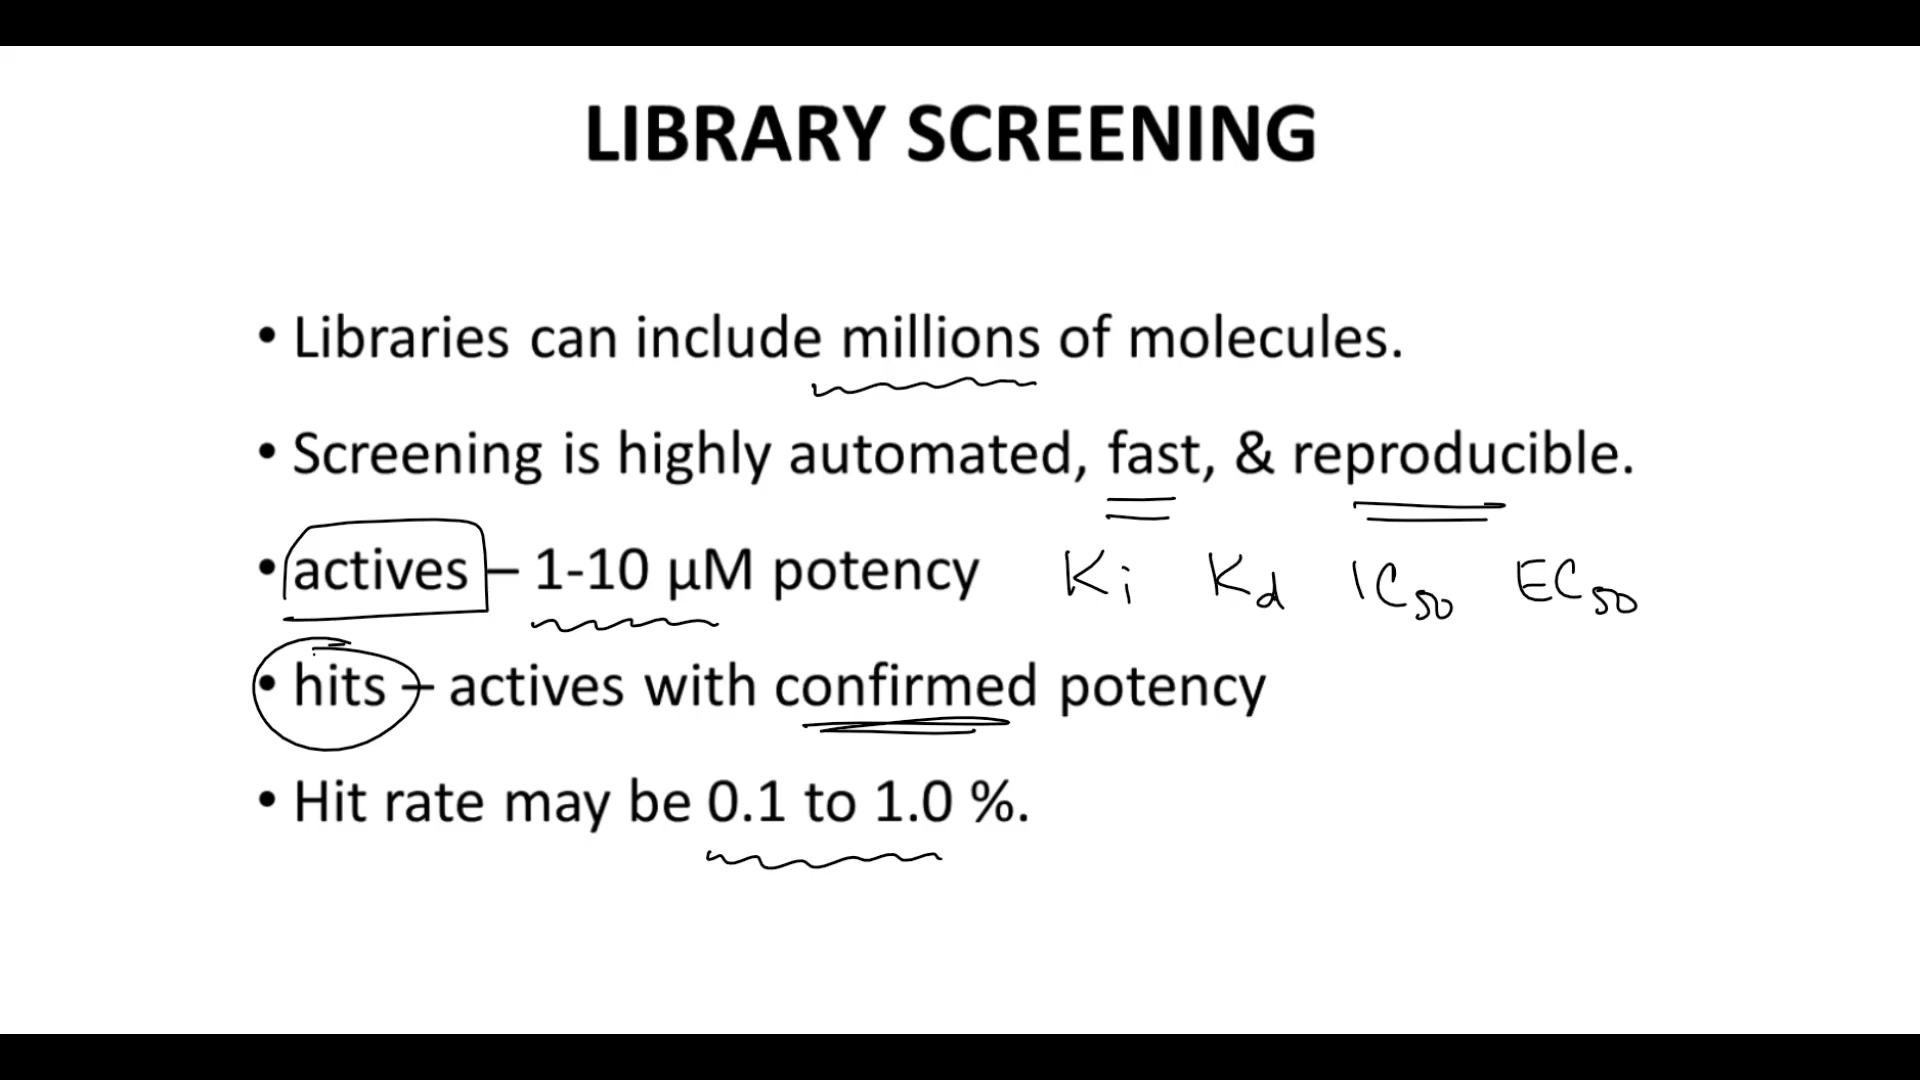 LIBRARY SCREENING
• Libraries can include millions of molecules.
• Screening is highly automated, fast, & reproducible.
• actives – 1-10 µM potency Ki Kd IC50 EC50
• hits – actives with confirmed potency
• Hit rate may be 0.1 to 1.0 %.